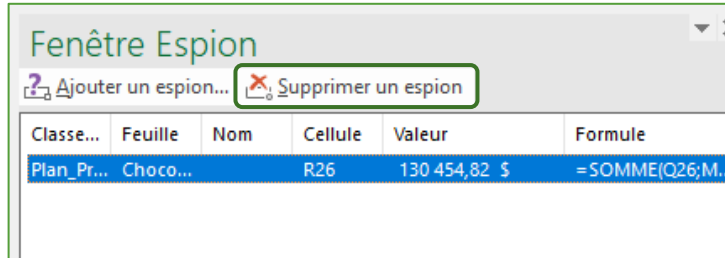 Fenêtre Espion
Ajouter un espion... Supprimer un espion
Classe... Feuille Nom Cellule Valeur Formule
Plan_Pr... Choco... R26 130 454,82 $ =SOMME(Q26;M...